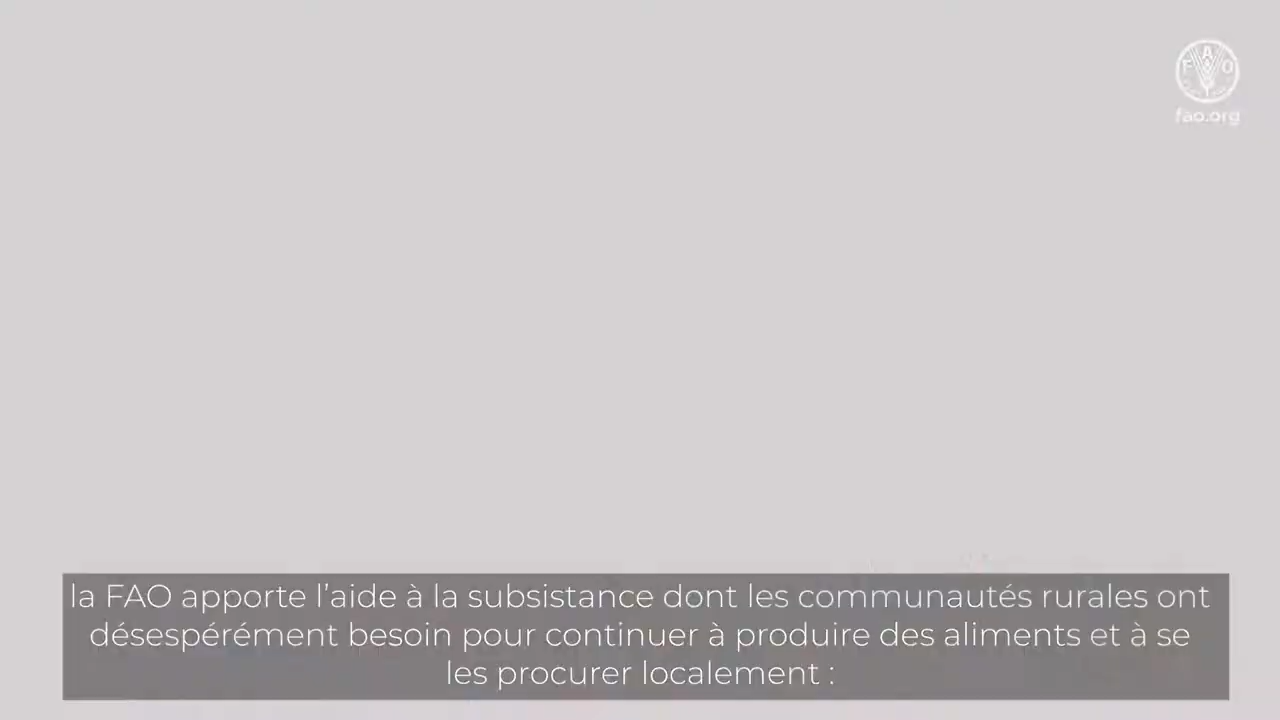 F A O
fao.org
la FAO apporte l'aide à la subsistance dont les communautés rurales ont
désespérément besoin pour continuer à produire des aliments et à se
les procurer localement :